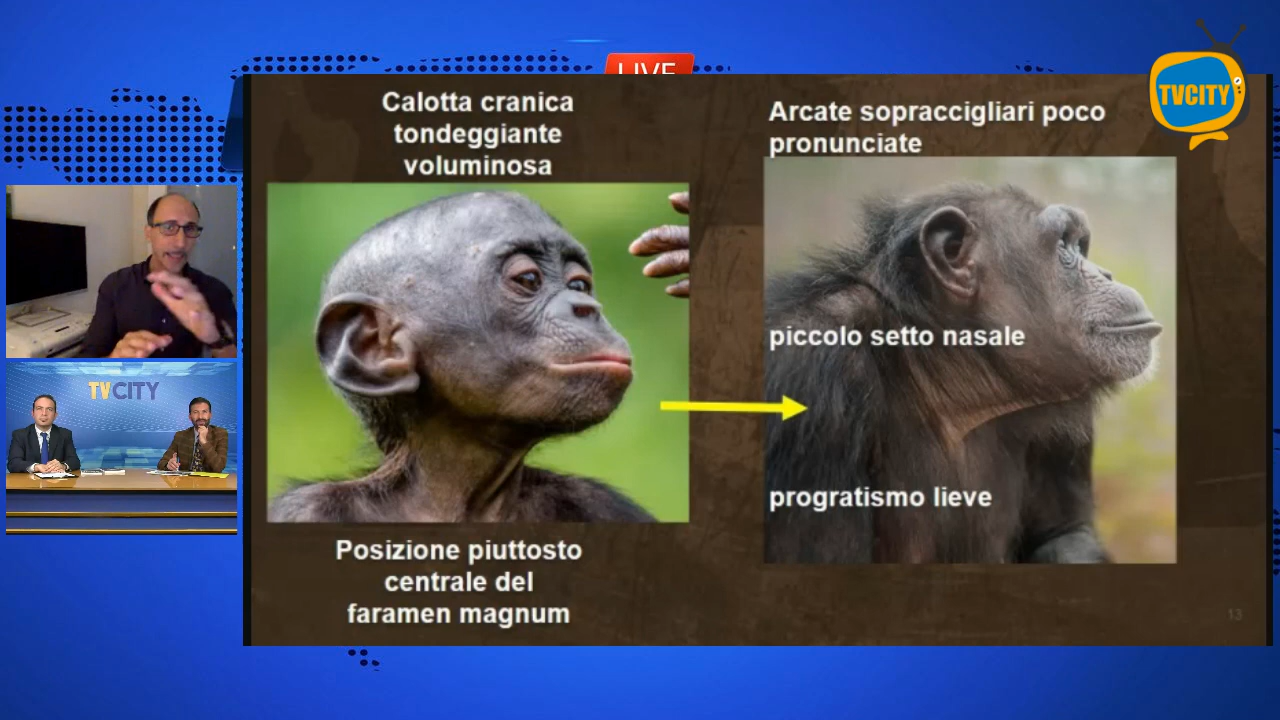 LIVE
TVCITY
Calotta cranica
tondeggiante
voluminosa
Arcate sopraccigliari poco
pronunciate
piccolo setto nasale
progratismo lieve
Posizione piuttosto
centrale del
faramen magnum
13
TVCITY